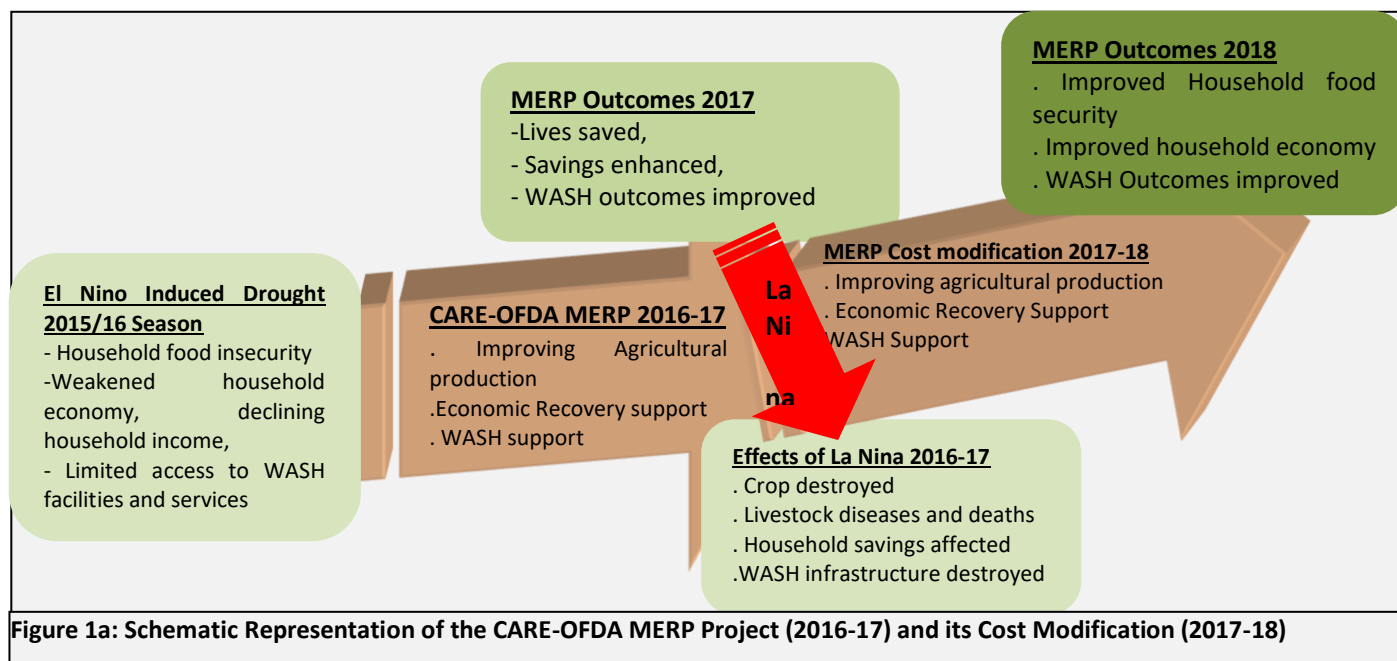 El Nino Induced Drought
2015/16 Season
- Household food insecurity
-Weakened household
economy, declining
household income,
- Limited access to WASH
facilities and services
CARE-OFDA MERP 2016-17
. Improving Agricultural
production
.Economic Recovery support
. WASH support
MERP Outcomes 2017
-Lives saved,
- Savings enhanced,
- WASH outcomes improved
La
Ni
na
Effects of La Nina 2016-17
. Crop destroyed
. Livestock diseases and deaths
. Household savings affected
.WASH infrastructure destroyed
MERP Cost modification 2017-18
. Improving agricultural production
. Economic Recovery Support
WASH Support
MERP Outcomes 2018
. Improved Household food
security
. Improved household economy
. WASH Outcomes improved
Figure 1a: Schematic Representation of the CARE-OFDA MERP Project (2016-17) and its Cost Modification (2017-18)